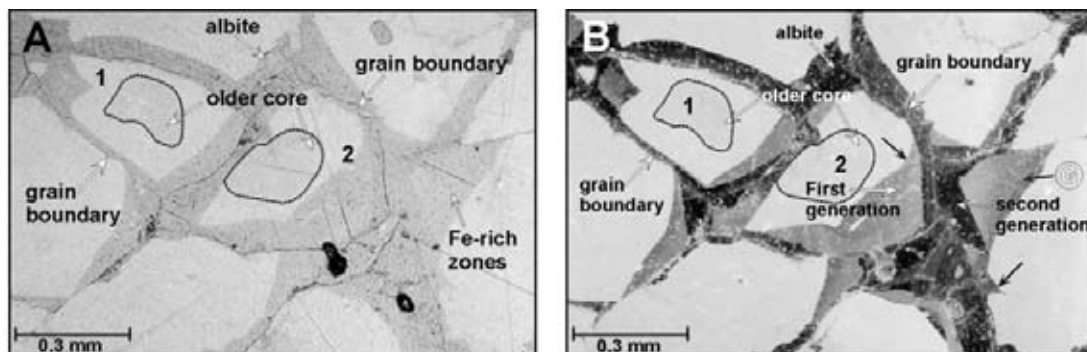 A
albite
grain boundary
1
older core
2
grain
boundary
Fe-rich
zones
0.3 mm
B
albite
grain boundary
1
older core
2
First
generation
grain
boundary
G
second
generation
0.3 mm